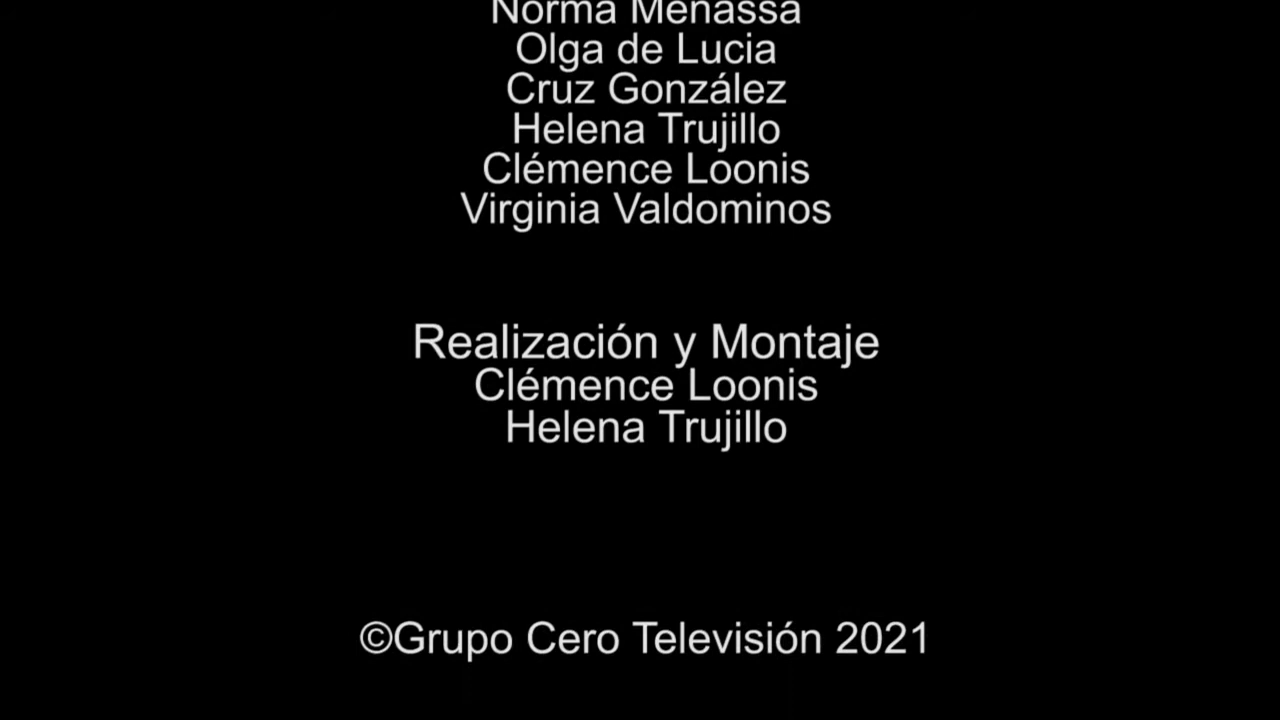 Norma Menassa
Olga de Lucia
Cruz González
Helena Trujillo
Clémence Loonis
Virginia Valdominos
Realización y Montaje
Clémence Loonis
Helena Trujillo
©Grupo Cero Televisión 2021